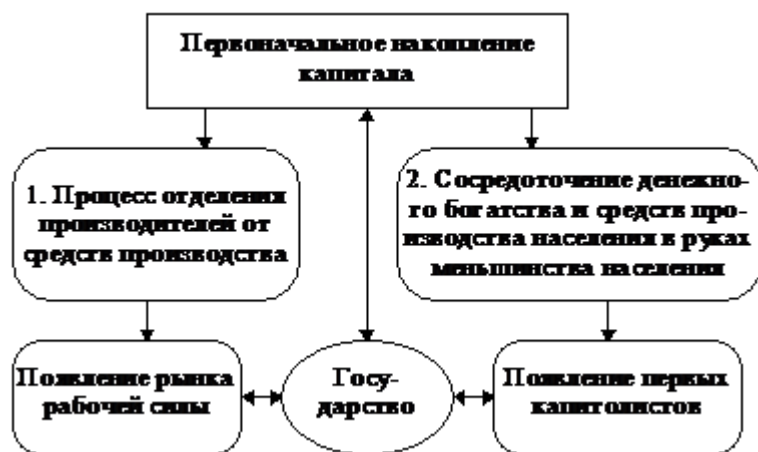 Первоначальное накопление
капитала
1. Процесс отделения
производителей от
средств производства
2. Сосредоточение денежно-
го богатства и средств про-
изводства населения в руках
меньшинства населения
Появление рынка
рабочей силы
Госу-
дарство
Появление первых
капитолистов